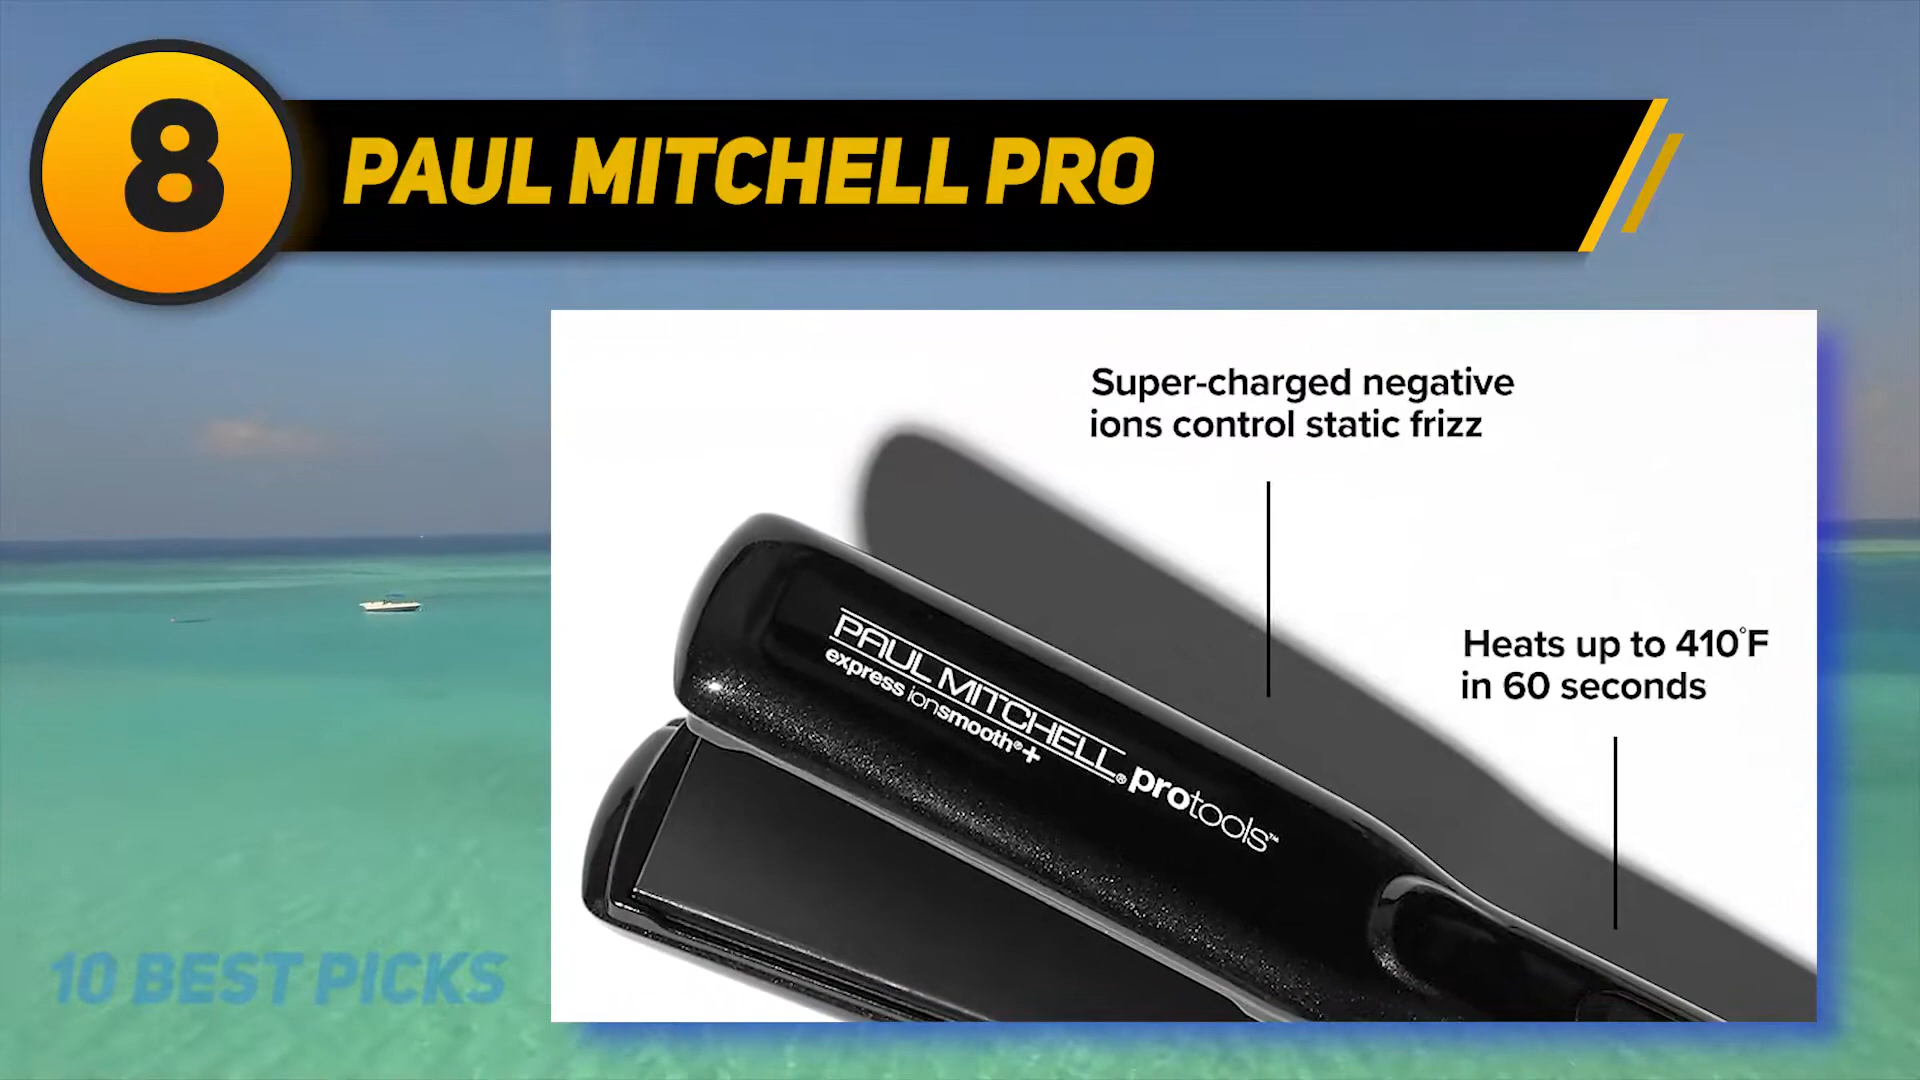 8
PAUL MITCHELL PRO
Super-charged negative
ions control static frizz
Heats up to 410°F
in 60 seconds
PAUL MITCHELL® protools™
express ionsmooth®+
10 BEST PICKS